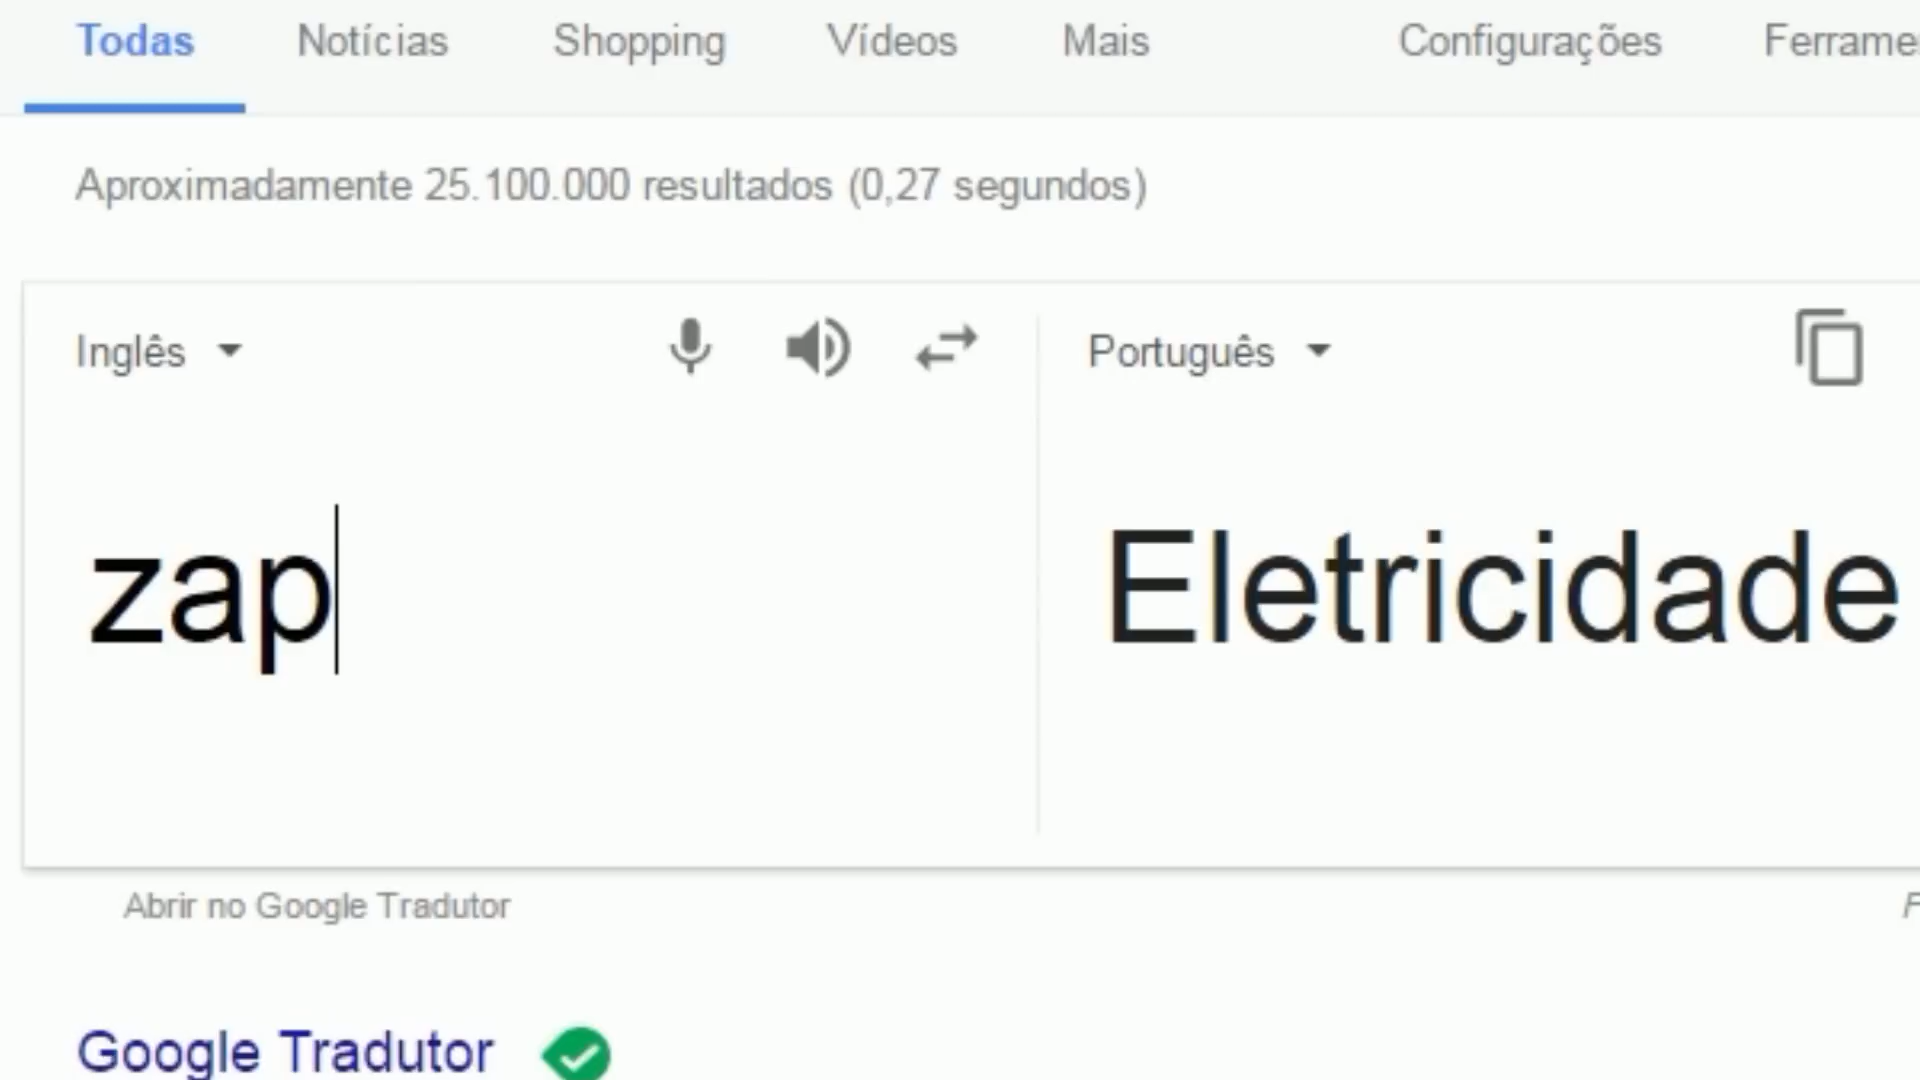 Todas Notícias Shopping Vídeos Mais Configurações
Aproximadamente 25.100.000 resultados (0,27 segundos)
Inglês Português
zap Eletricidade
Abrir no Google Tradutor
Google Tradutor